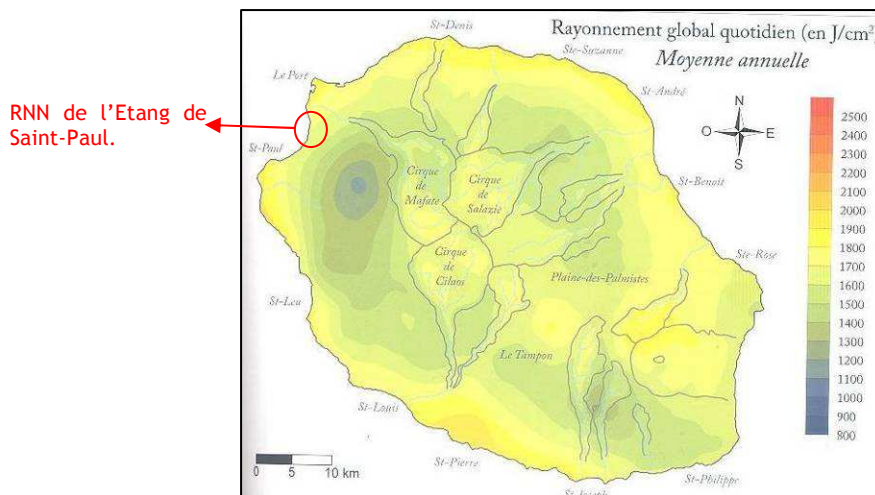 Rayonnement global quotidien (en J/cm²)
Moyenne annuelle
RNN de l’Etang de
Saint-Paul.
St-Denis
Ste-Suzanne
Le Port
St-André
St-Paul
St-Benoit
Cirque
de
Mafate
Cirque
de
Salazie
Cirque
de
Cilaos
Ste-Rose
Plaine-des-Palmistes
St-Leu
Le Tampon
St-Louis
St-Pierre
St-Philippe
N
O
E
S
2500
2400
2300
2200
2100
2000
1900
1800
1700
1600
1500
1400
1300
1200
1100
1000
900
800
0 5 10 km